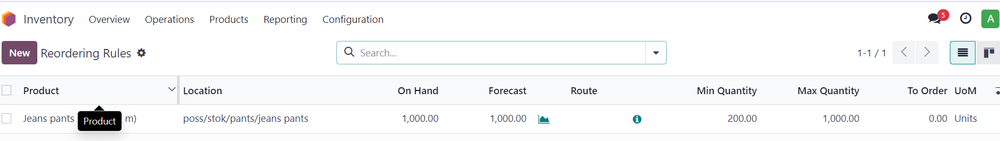 Inventory Overview Operations Products Reporting Configuration 5 A
New Reordering Rules Search... 1-1 / 1
Product Location On Hand Forecast Route Min Quantity Max Quantity To Order UoM
Jeans pants m) poss/stok/pants/jeans pants 1,000.00 1,000.00 200.00 1,000.00 0.00 Units
Product